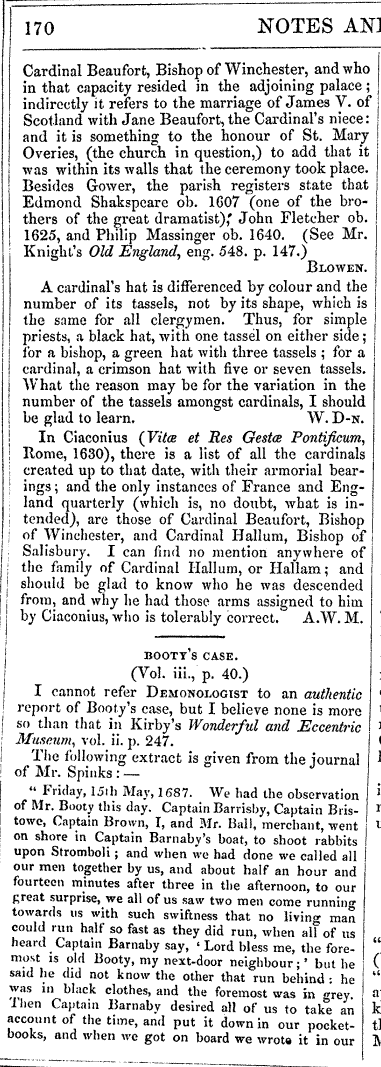 170 NOTES AN
Cardinal Beaufort, Bishop of Winchester, and who
in that capacity resided in the adjoining palace;
indirectly it refers to the marriage of James V. of
Scotland with Jane Beaufort, the Cardinal's niece:
and it is something to the honour of St. Mary
Overies, (the church in question,) to add that it
was within its walls that the ceremony took place.
Besides Gower, the parish registers state that
Edmond Shakspeare ob. 1607 (one of the bro-
thers of the great dramatist); John Fletcher ob.
1625, and Philip Massinger ob. 1640. (See Mr.
Knight's Old England, eng. 548. p. 147.)
BLOWEN.
A cardinal's hat is differenced by colour and the
number of its tassels, not by its shape, which is
the same for all clergymen. Thus, for simple
priests, a black hat, with one tassel on either side;
for a bishop, a green hat with three tassels; for a
cardinal, a crimson hat with five or seven tassels.
What the reason may be for the variation in the
number of the tassels amongst cardinals, I should
be glad to learn. W. D-N.
In Ciaconius (Vitæ et Res Gestæ Pontificum,
Rome, 1630), there is a list of all the cardinals
created up to that date, with their armorial bear-
ings; and the only instances of France and Eng-
land quarterly (which is, no doubt, what is in-
tended), are those of Cardinal Beaufort, Bishop
of Winchester, and Cardinal Hallum, Bishop of
Salisbury. I can find no mention anywhere of
the family of Cardinal Hallum, or Hallam; and
should be glad to know who he was descended
from, and why he had those arms assigned to him
by Ciaconius, who is tolerably correct. A. W. M.
BOOTY'S CASE.
(Vol. iii., p. 40.)
I cannot refer DEMONOLOGIST to an authentic
report of Booty's case, but I believe none is more
so than that in Kirby's Wonderful and Eccentric
Museum, vol. ii. p. 247.
The following extract is given from the journal
of Mr. Spinks: —
"Friday, 15th May, 1687. We had the observation
of Mr. Booty this day. Captain Barrisby, Captain Bris-
towe, Captain Brown, I, and Mr. Ball, merchant, went
on shore in Captain Barnaby's boat, to shoot rabbits
upon Stromboli; and when we had done we called all
our men together by us, and about half an hour and
fourteen minutes after three in the afternoon, to our
great surprise, we all of us saw two men come running
towards us with such swiftness that no living man
could run half so fast as they did run, when all of us
heard Captain Barnaby say, 'Lord bless me, the fore-
most is old Booty, my next-door neighbour;' but he
said he did not know the other that run behind: he
was in black clothes, and the foremost was in grey.
Then Captain Barnaby desired all of us to take an
account of the time, and put it down in our pocket-
books, and when we got on board we wrote it in our